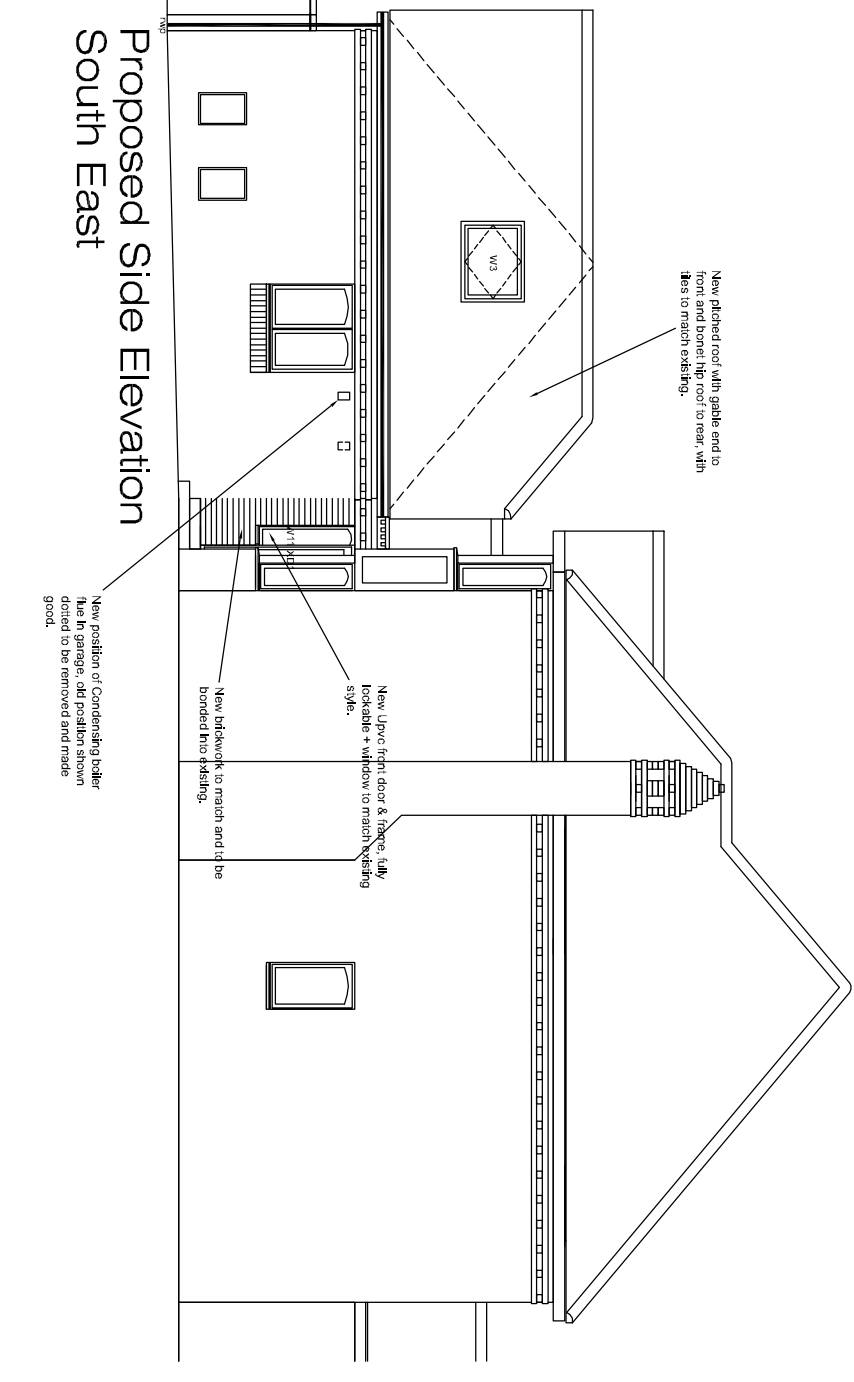 New pitched roof with gable end to
front and bonet hip roof to rear, with
tiles to match existing.
W3
rwp
W11
New Upvc front door & frame, fully
lockable + window to match existing
style.
New brickwork to match and to be
bonded into existing.
New position of Condensing boiler
flue in garage, old position shown
dotted to be removed and made
good.
Proposed Side Elevation
South East